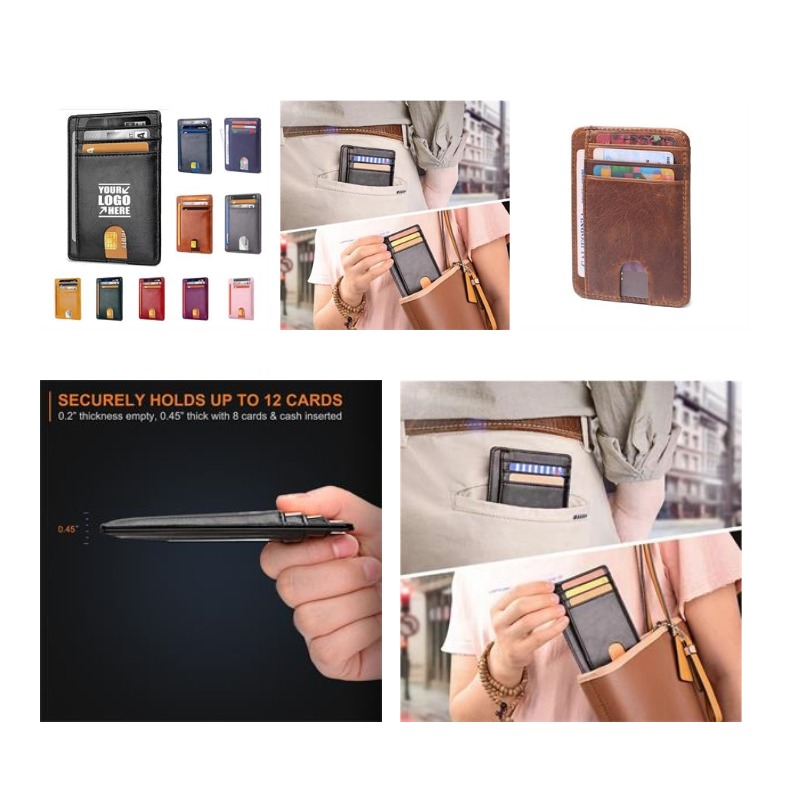 YOUR
LOGO
HERE
SECURELY HOLDS UP TO 12 CARDS
0.2" thickness empty, 0.45" thick with 8 cards & cash inserted
0.45"